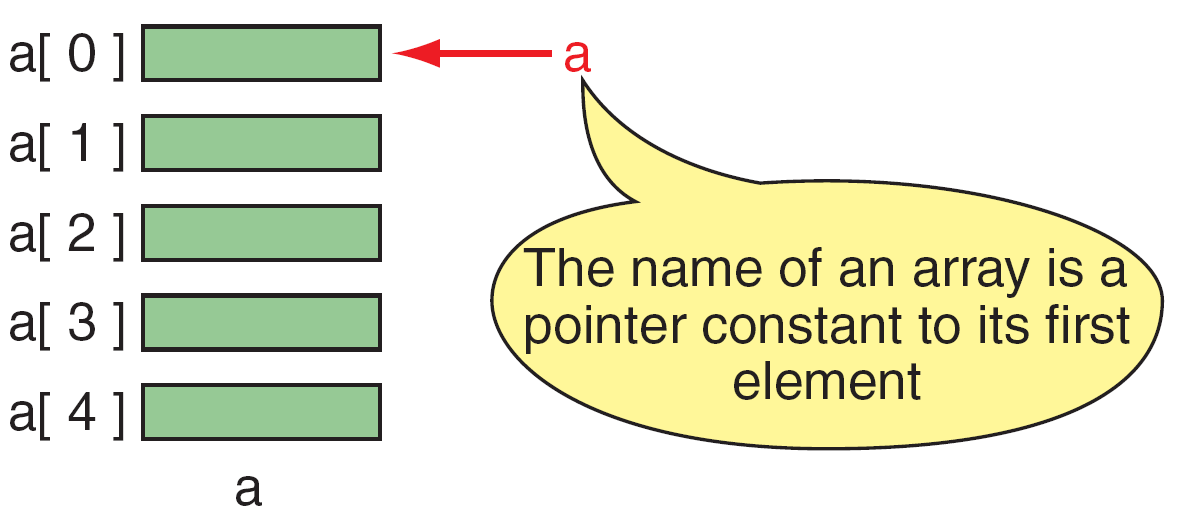 a[ 0 ]
a
a[ 1 ]
a[ 2 ]
The name of an array is a
pointer constant to its first
element
a[ 3 ]
a[ 4 ]
a